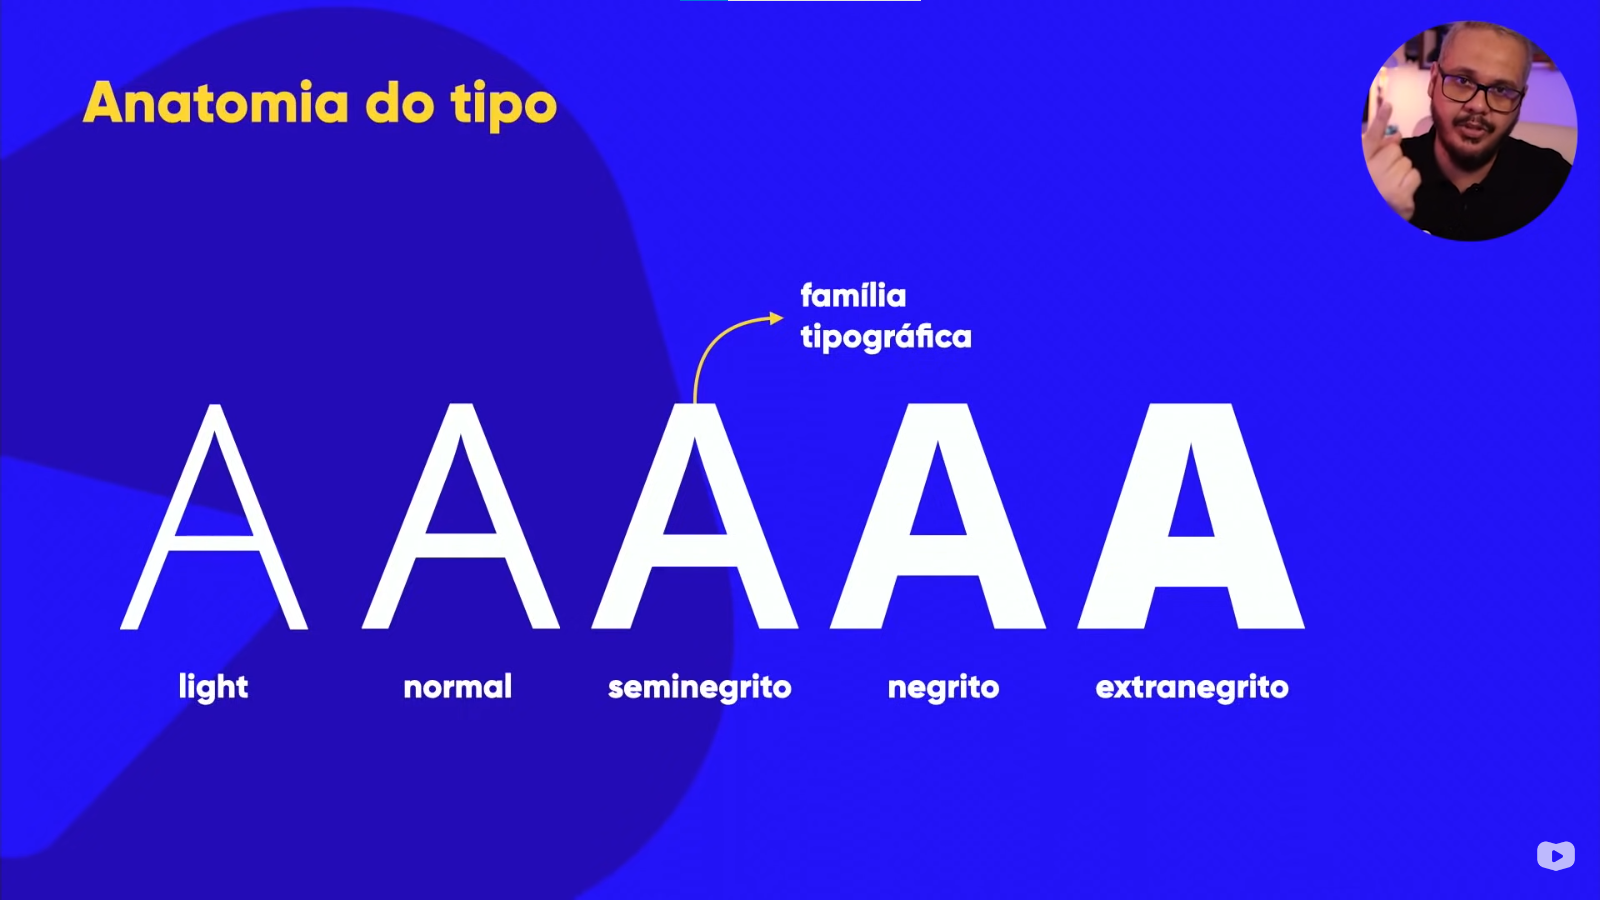 Anatomia do tipo
família
tipográfica
A A A A A
light normal seminegrito negrito extranegrito